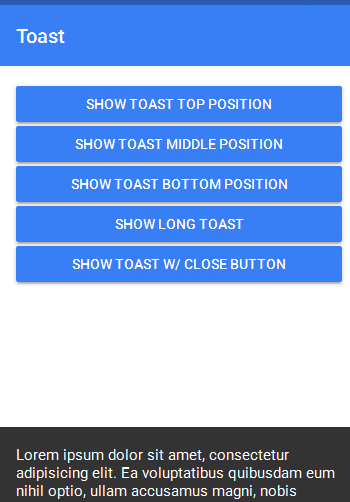 Toast
SHOW TOAST TOP POSITION
SHOW TOAST MIDDLE POSITION
SHOW TOAST BOTTOM POSITION
SHOW LONG TOAST
SHOW TOAST W/ CLOSE BUTTON
Lorem ipsum dolor sit amet, consectetur
adipisicing elit. Ea voluptatibus quibusdam eum
nihil optio, ullam accusamus magni, nobis